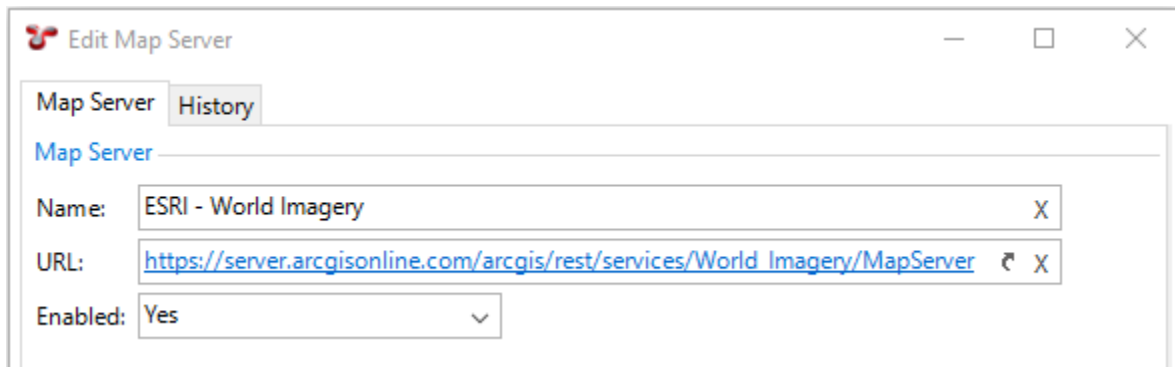 Edit Map Server
Map Server History
Map Server
Name: ESRI - World Imagery X
URL: https://server.arcgisonline.com/arcgis/rest/services/World_Imagery/MapServer X
Enabled: Yes